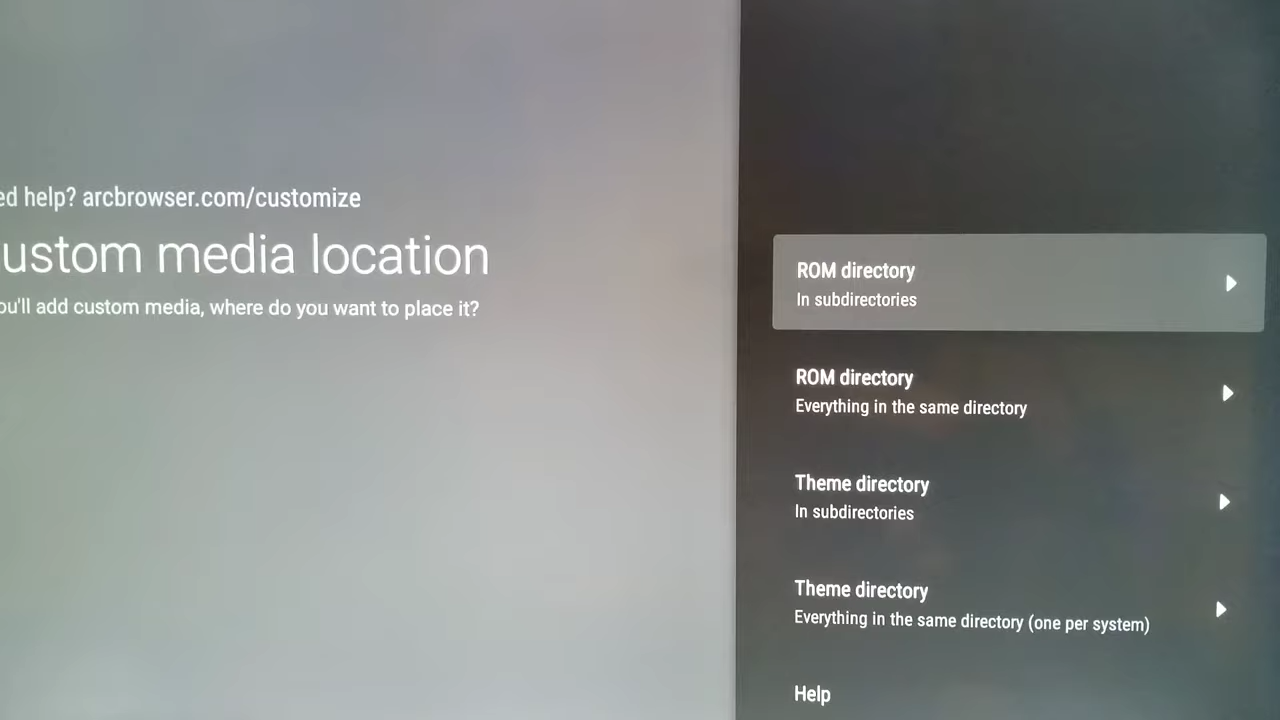 ed help? arcbrowser.com/customize
ustom media location
ou'll add custom media, where do you want to place it?
ROM directory
In subdirectories
ROM directory
Everything in the same directory
Theme directory
In subdirectories
Theme directory
Everything in the same directory (one per system)
Help